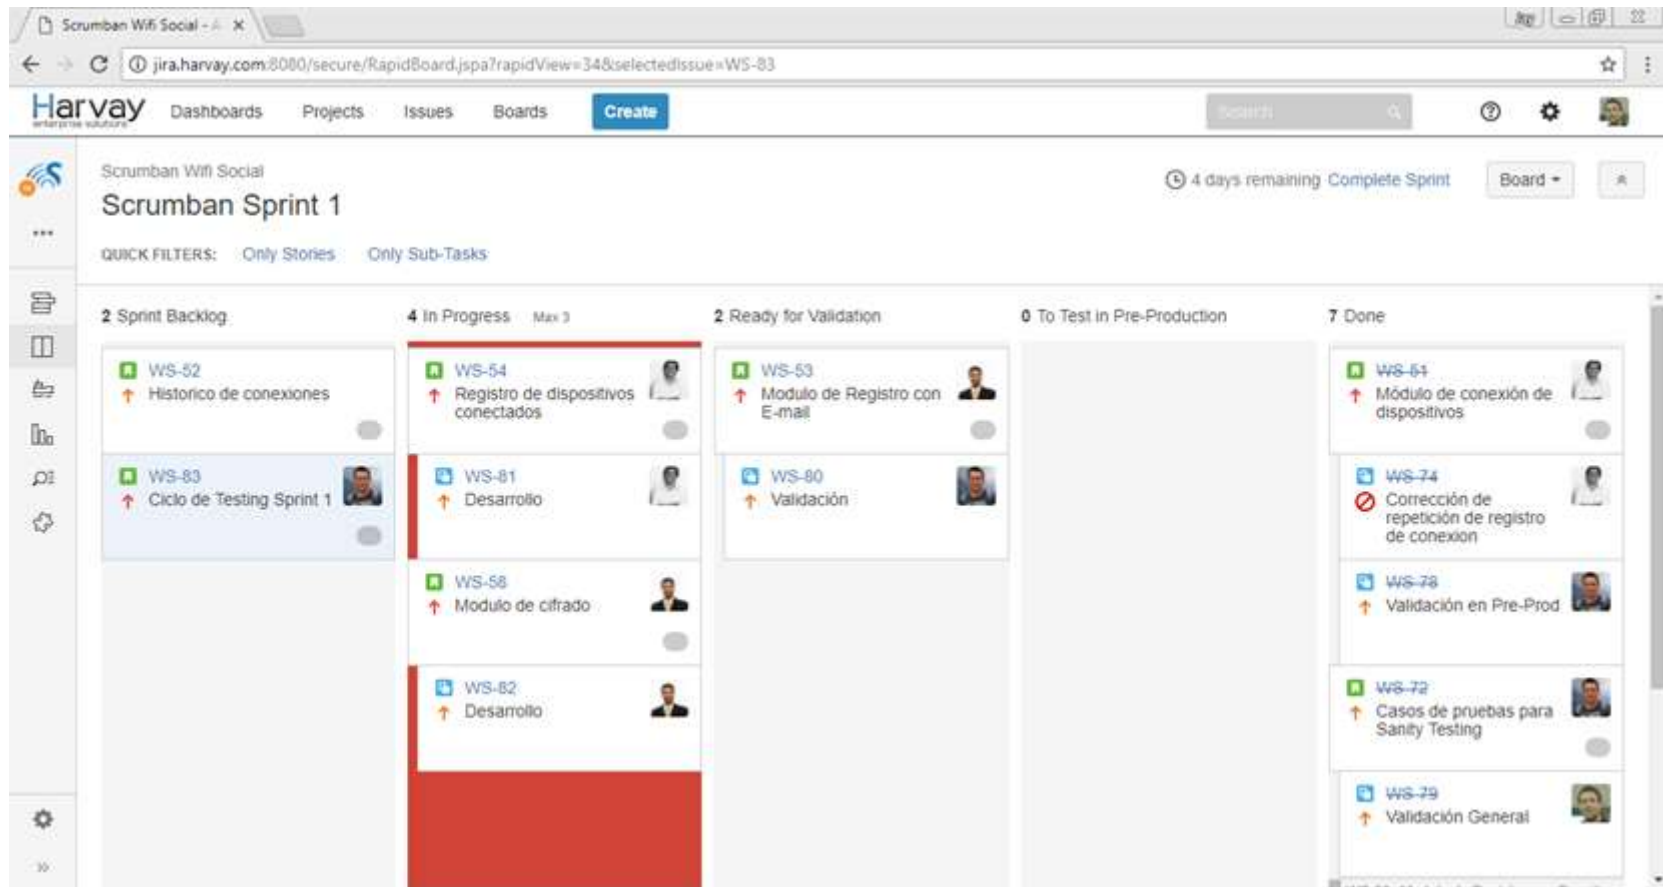 Scrumban Wifi Social - A
jira.harvay.com:8080/secure/RapidBoard.jspa?rapidView=34&selectedIssue=WS-83
Harvay
enterprise solutions
Dashboards Projects Issues Boards Create
Search
Scrumban Wifi Social
Scrumban Sprint 1
4 days remaining Complete Sprint Board
QUICK FILTERS: Only Stories Only Sub-Tasks
2 Sprint Backlog
WS-52
Historico de conexiones
WS-83
Ciclo de Testing Sprint 1
4 In Progress Max 3
WS-54
Registro de dispositivos
conectados
WS-81
Desarrollo
WS-58
Modulo de cifrado
WS-82
Desarrollo
2 Ready for Validation
WS-53
Modulo de Registro con
E-mail
WS-80
Validación
0 To Test in Pre-Production
7 Done
WS-51
Módulo de conexión de
dispositivos
WS-74
Corrección de
repetición de registro
de conexion
WS-78
Validación en Pre-Prod
WS-72
Casos de pruebas para
Sanity Testing
WS-79
Validación General